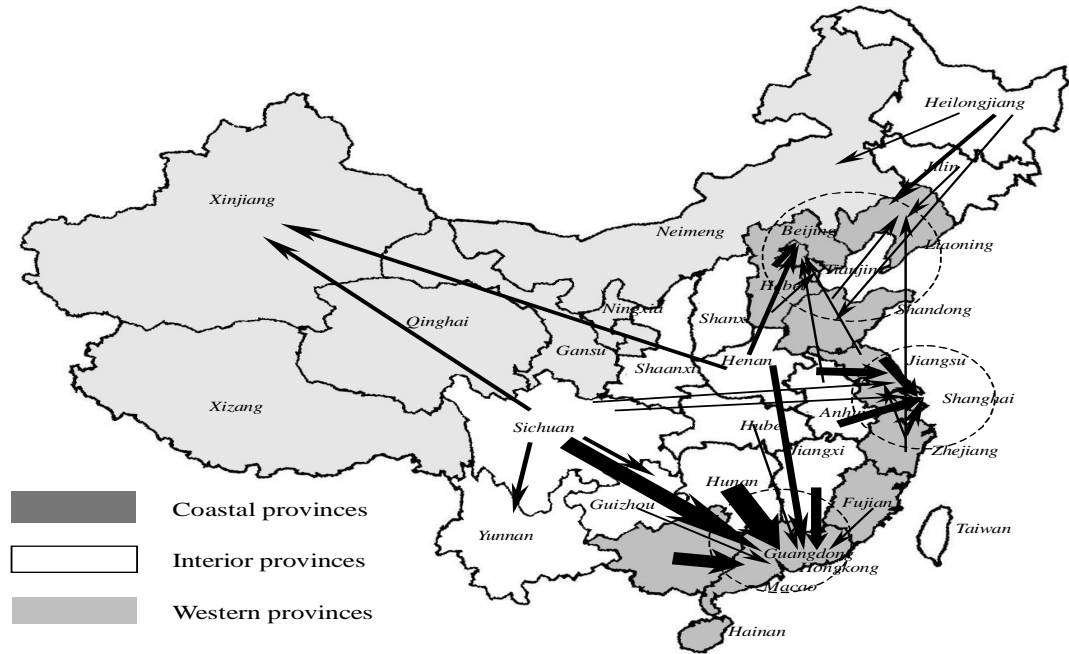 Heilongjiang
Jilin
Xinjiang
Beijing
Neimeng
Liaoning
Tianjin
Hebei
Ningxia
Shandong
Qinghai
Shanxi
Gansu
Henan
Jiangsu
Shaanxi
Xizang
Shanghai
Anhui
Sichuan
Hubei
Jiangxi
Zhejiang
Hunan
Guizhou
Fujian
Coastal provinces
Taiwan
Yunnan
Guangdong
Interior provinces
Hongkong
Macao
Western provinces
Hainan